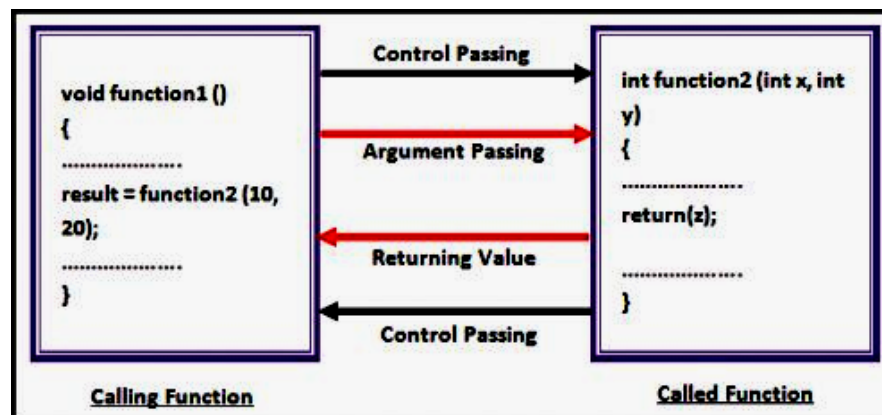 void function1 ()
{
.....................
result = function2 (10,
20);
.....................
}
Calling Function
Control Passing
Argument Passing
Returning Value
Control Passing
int function2 (int x, int
y)
{
.....................
return(z);
.....................
}
Called Function